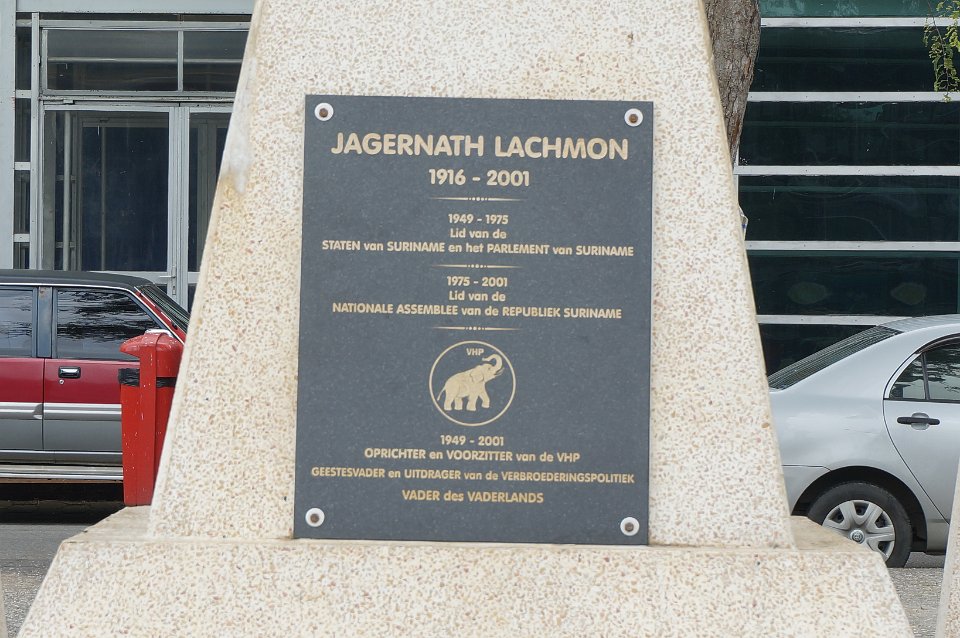 JAGERNATH LACHMON
1916 - 2001
1949 - 1975
Lid van de
STATEN van SURINAME en het PARLEMENT van SURINAME
1975 - 2001
Lid van de
NATIONALE ASSEMBLEE van de REPUBLIEK SURINAME
VHP
1949 - 2001
OPRICHTER en VOORZITTER van de VHP
GEESTESVADER en UITDRAGER van de VERBROEDERINGSPOLITIEK
VADER des VADERLANDS